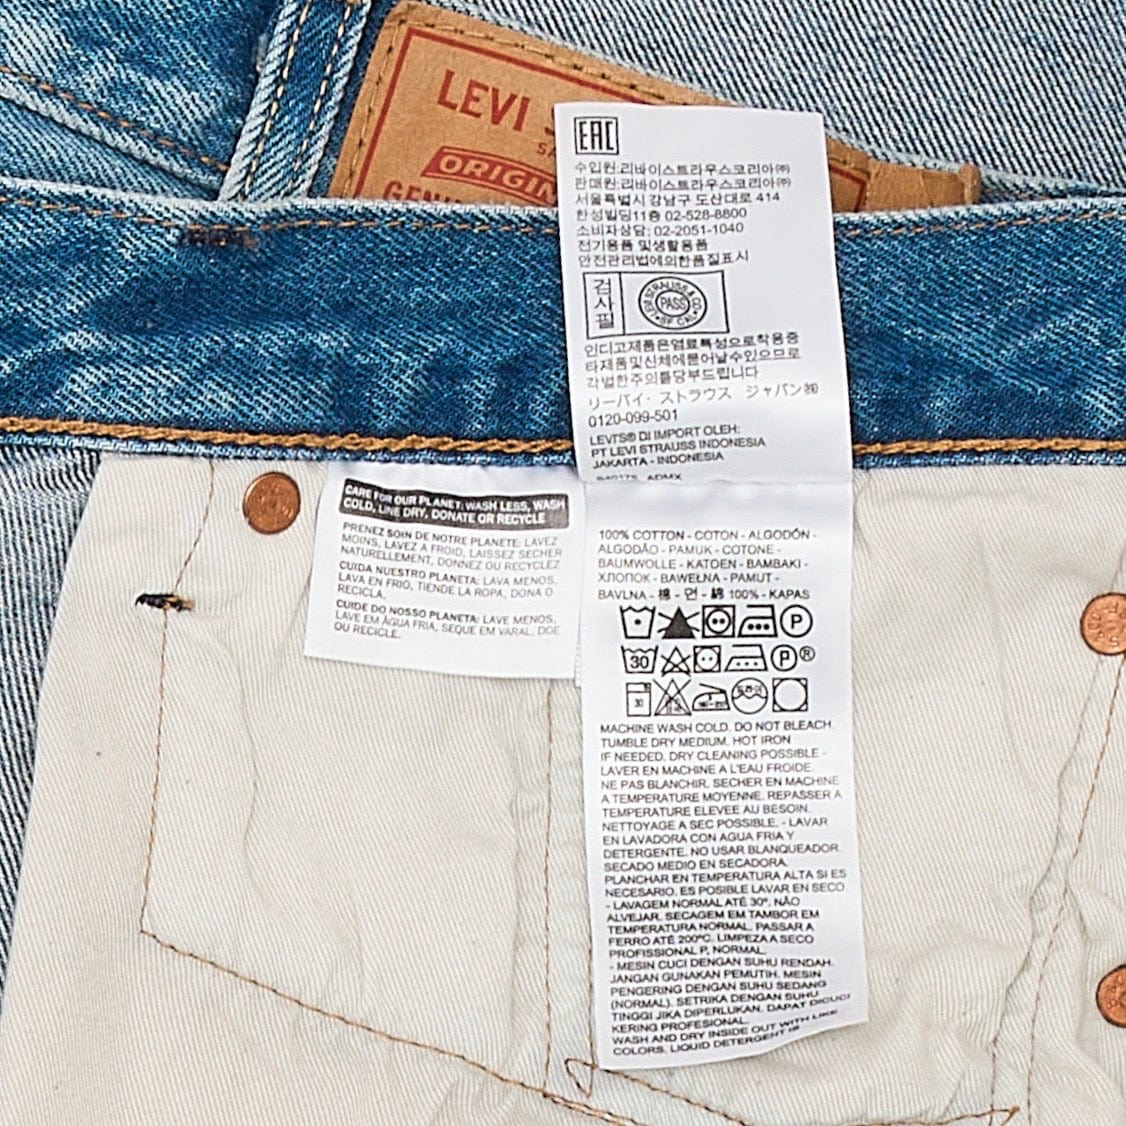 LEVI
ORIGIN
EAC
수입원:리바이스트라우스코리아㈜
판매원:리바이스트라우스코리아㈜
서울특별시 강남구 도산대로 414
한성빌딩11층 02-528-8800
소비자상담: 02-2051-1040
전기용품 및생활용품
안전관리법에의한품질표시
검사필
LEVI STRAUSS & CO
PASS
SF CAL
인디고제품은염료특성으로착용중
타제품및신체에묻어날수있으므로
각별한주의를당부드립니다
リーバイ・ストラウス ジャパン㈱
0120-099-501
LEVI'S® DI IMPORT OLEH:
PT LEVI STRAUSS INDONESIA
JAKARTA - INDONESIA
ADMX
CARE FOR OUR PLANET: WASH LESS, WASH
COLD, LINE DRY, DONATE OR RECYCLE
PRENEZ SOIN DE NOTRE PLANETE: LAVEZ
MOINS, LAVEZ A FROID, LAISSEZ SECHER
NATURELLEMENT, DONNEZ OU RECYCLEZ
CUIDA NUESTRO PLANETA: LAVA MENOS,
LAVA EN FRIO, TIENDE LA ROPA, DONA O
RECICLA.
CUIDE DO NOSSO PLANETA: LAVE MENOS,
LAVE EM ÁGUA FRIA, SEQUE EM VARAL, DOE
OU RECICLE.
100% COTTON - COTON - ALGODÓN -
ALGODÃO - PAMUK - COTONE -
BAUMWOLLE - KATOEN - BAMBAKI -
ХЛОПОК - BAWEŁNA - PAMUT -
BAVLNA - 棉 - 면 - 綿 100% - KAPAS
P
30 P®
30 드라이
MACHINE WASH COLD. DO NOT BLEACH.
TUMBLE DRY MEDIUM. HOT IRON
IF NEEDED. DRY CLEANING POSSIBLE -
LAVER EN MACHINE A L'EAU FROIDE.
NE PAS BLANCHIR. SECHER EN MACHINE
A TEMPERATURE MOYENNE. REPASSER A
TEMPERATURE ELEVEE AU BESOIN.
NETTOYAGE A SEC POSSIBLE. - LAVAR
EN LAVADORA CON AGUA FRIA Y
DETERGENTE. NO USAR BLANQUEADOR.
SECADO MEDIO EN SECADORA.
PLANCHAR EN TEMPERATURA ALTA SI ES
NECESARIO. ES POSIBLE LAVAR EN SECO.
- LAVAGEM NORMAL ATÉ 30º. NÃO
ALVEJAR. SECAGEM EM TAMBOR EM
TEMPERATURA NORMAL. PASSAR A
FERRO ATÉ 200ºC. LIMPEZA A SECO
PROFISSIONAL P, NORMAL.
- MESIN CUCI DENGAN SUHU RENDAH.
JANGAN GUNAKAN PEMUTIH. MESIN
PENGERING DENGAN SUHU SEDANG
(NORMAL). SETRIKA DENGAN SUHU
TINGGI JIKA DIPERLUKAN. DAPAT DICUCI
KERING PROFESIONAL.
WASH AND DRY INSIDE OUT WITH LIKE
COLORS. LIQUID DETERGENT IS